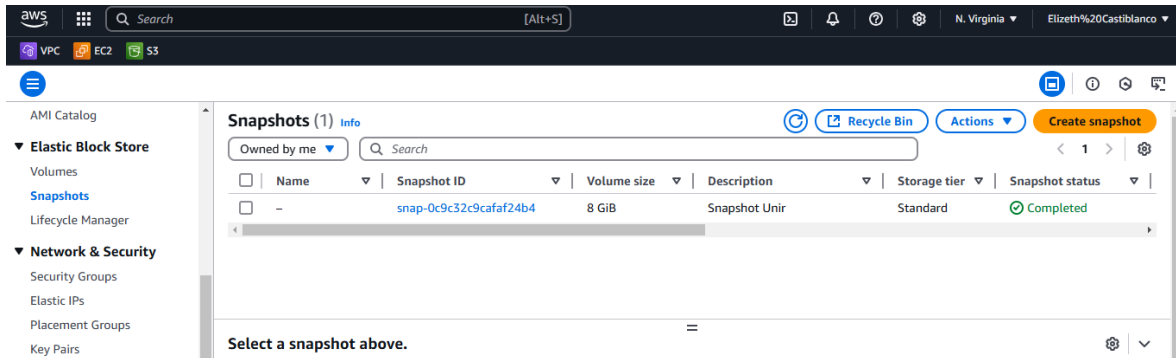 aws Search [Alt+S] N. Virginia Elizeth%20Castiblanco
VPC EC2 S3
AMI Catalog
Elastic Block Store
Volumes
Snapshots
Lifecycle Manager
Network & Security
Security Groups
Elastic IPs
Placement Groups
Key Pairs
Snapshots (1) Info Recycle Bin Actions Create snapshot
Owned by me Search 1
Name Snapshot ID Volume size Description Storage tier Snapshot status
– snap-0c9c32c9cafaf24b4 8 GiB Snapshot Unir Standard Completed
Select a snapshot above.